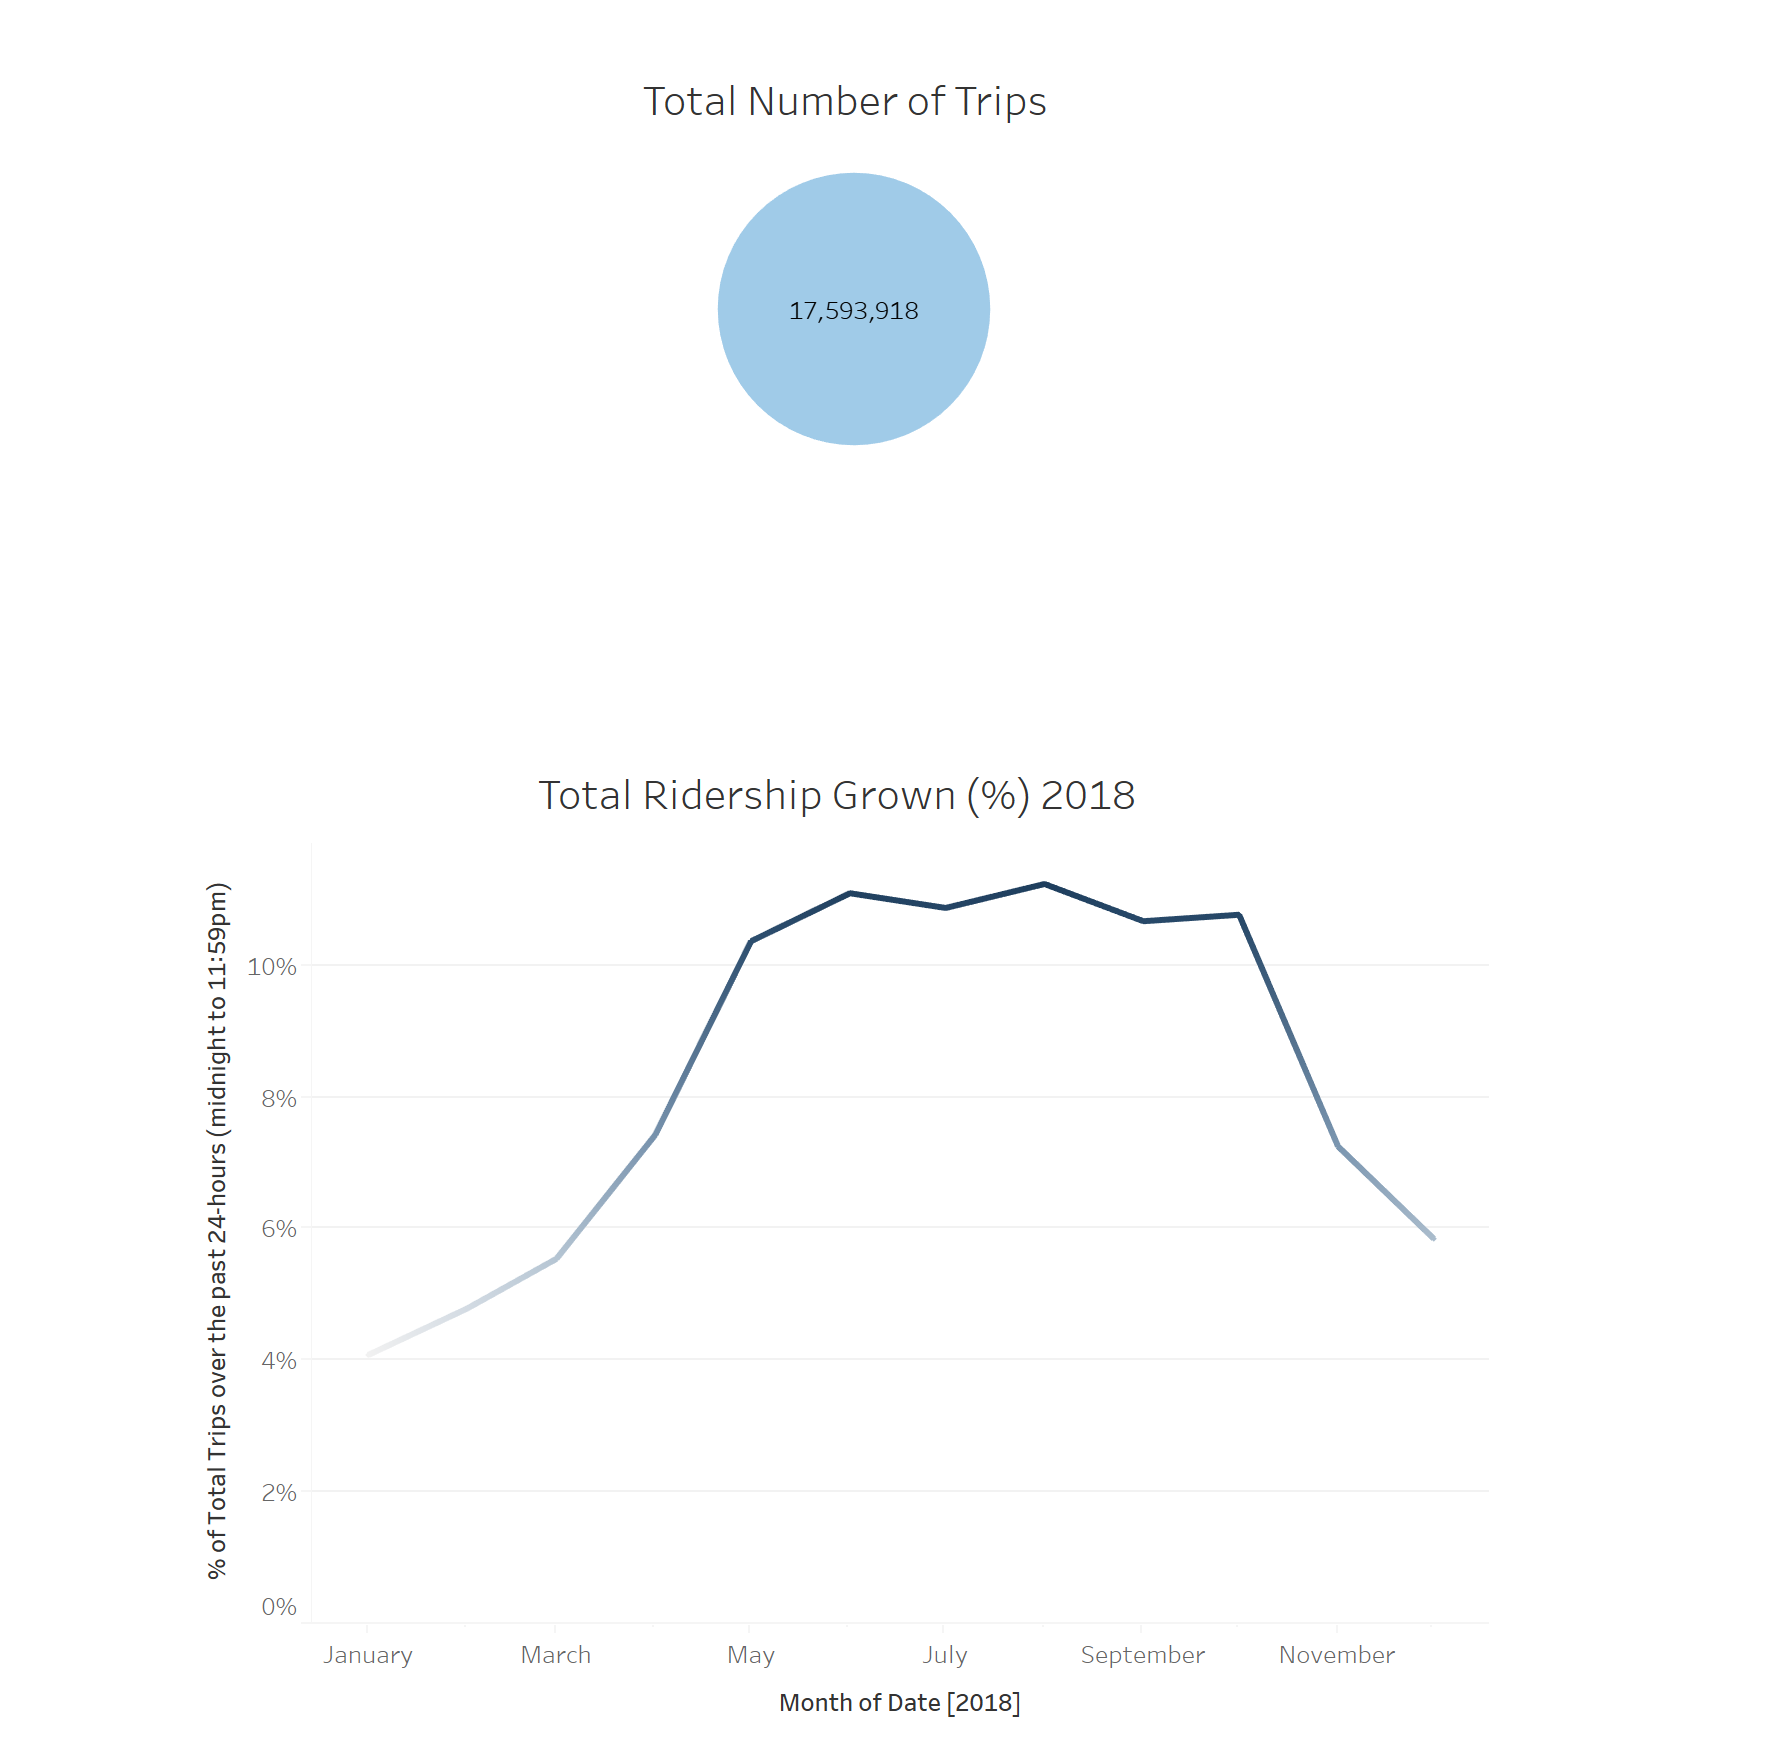 Total Number of Trips
17,593,918
Total Ridership Grown (%) 2018
% of Total Trips over the past 24-hours (midnight to 11:59pm)
10%
8%
6%
4%
2%
0%
January March May July September November
Month of Date [2018]